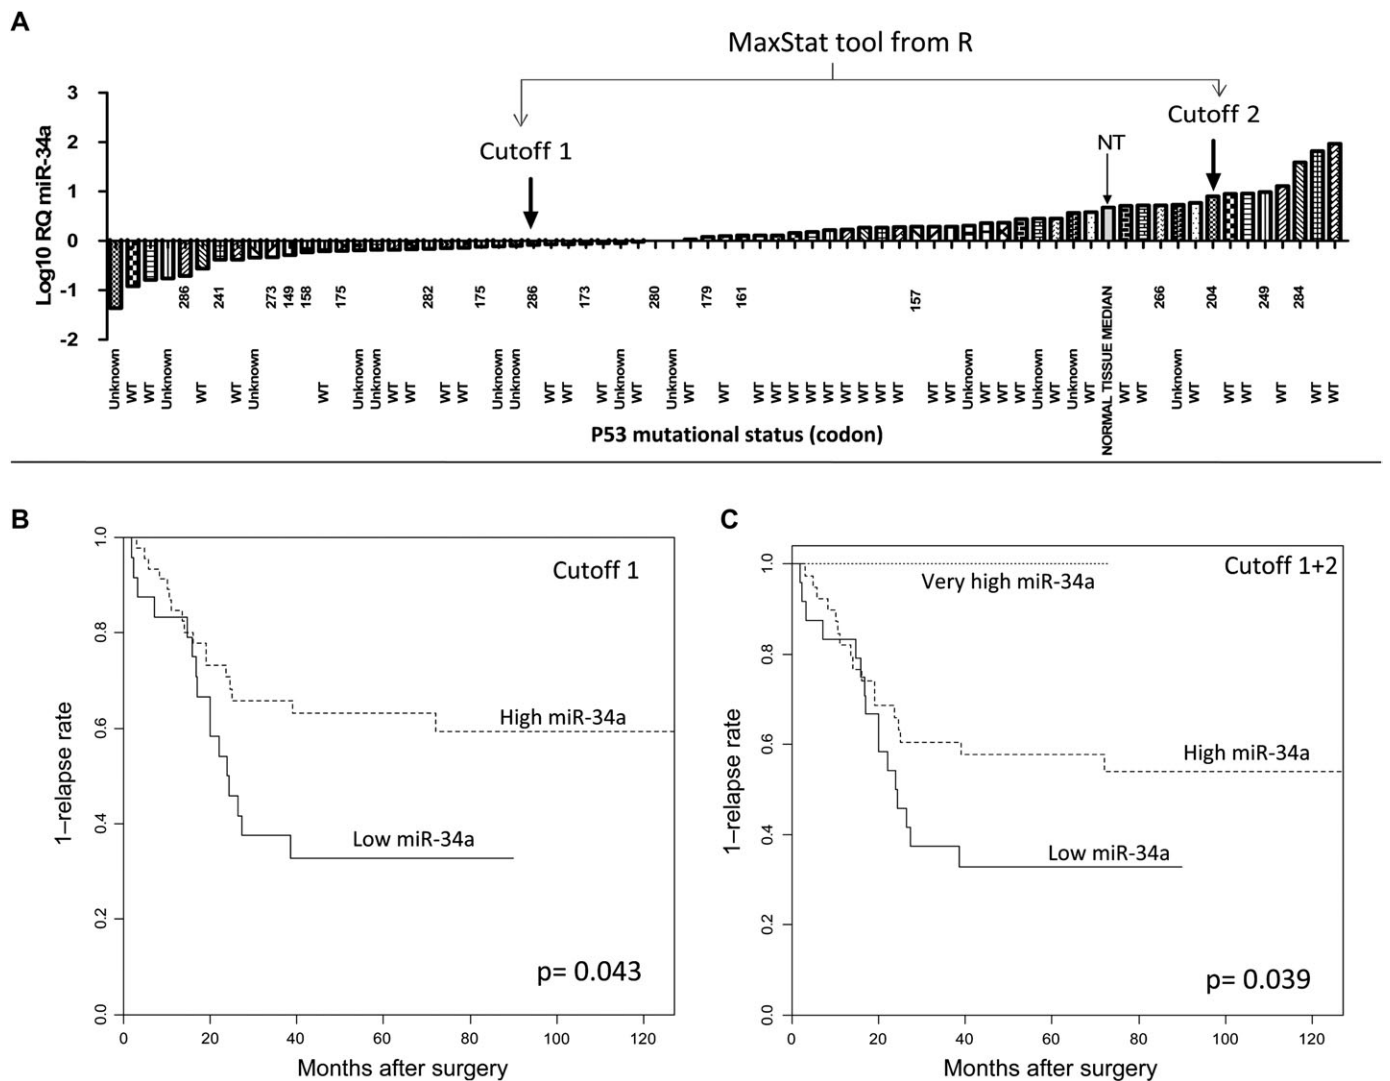 A
MaxStat tool from R
Cutoff 1
Cutoff 2
NT
Log10 RQ miR-34a
3
2
1
0
-1
-2
286 241 273 149 158 175 282 175 286 173 280 179 161 157 266 204 249 284
Unknown WT WT Unknown WT WT Unknown WT Unknown Unknown WT WT WT WT Unknown Unknown WT WT WT Unknown WT Unknown WT WT WT WT WT WT WT WT WT WT WT WT WT Unknown WT WT WT Unknown WT Unknown WT NORMAL TISSUE MEDIAN WT WT Unknown WT WT WT WT WT WT
P53 mutational status (codon)
B
1–relapse rate
1.0
0.8
0.6
0.4
0.2
0.0
Cutoff 1
High miR-34a
Low miR-34a
p= 0.043
0 20 40 60 80 100 120
Months after surgery
C
1–relapse rate
1.0
0.8
0.6
0.4
0.2
0.0
Cutoff 1+2
Very high miR-34a
High miR-34a
Low miR-34a
p= 0.039
0 20 40 60 80 100 120
Months after surgery